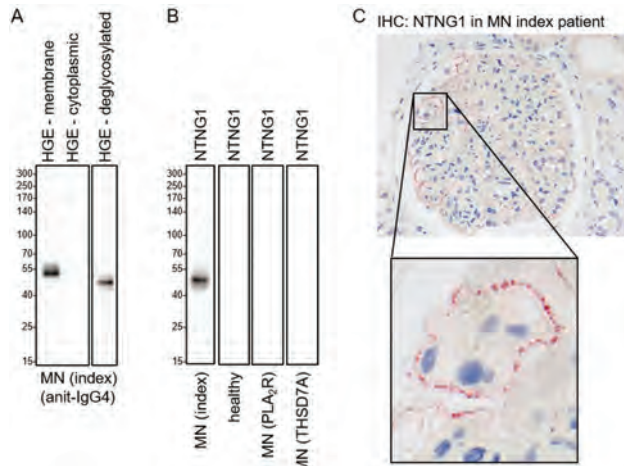 A
HGE - membrane
HGE - cytoplasmic
HGE - deglycosylated
300
250
170
140
100
70
55
40
25
15
MN (index)
(anit-IgG4)
B
NTNG1
NTNG1
NTNG1
NTNG1
300
250
170
140
100
70
55
40
25
15
MN (index)
healthy
MN (PLA₂R)
MN (THSD7A)
C
IHC: NTNG1 in MN index patient